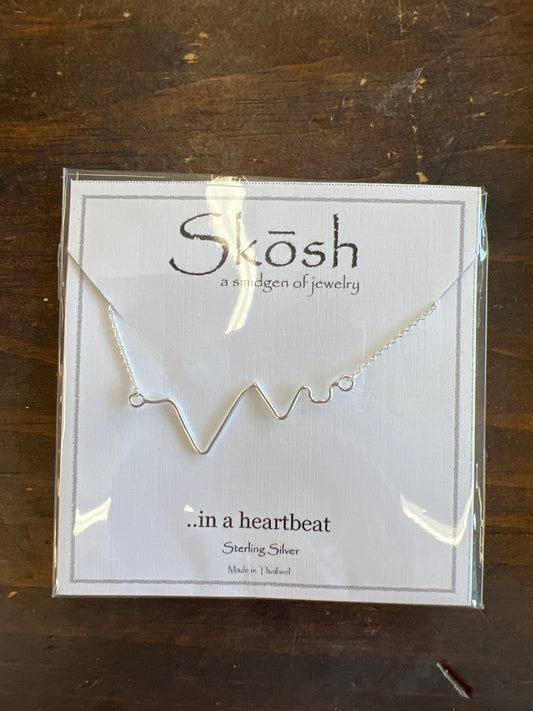 Skōsh
a smidgen of jewelry
..in a heartbeat
Sterling Silver
Made in Thailand